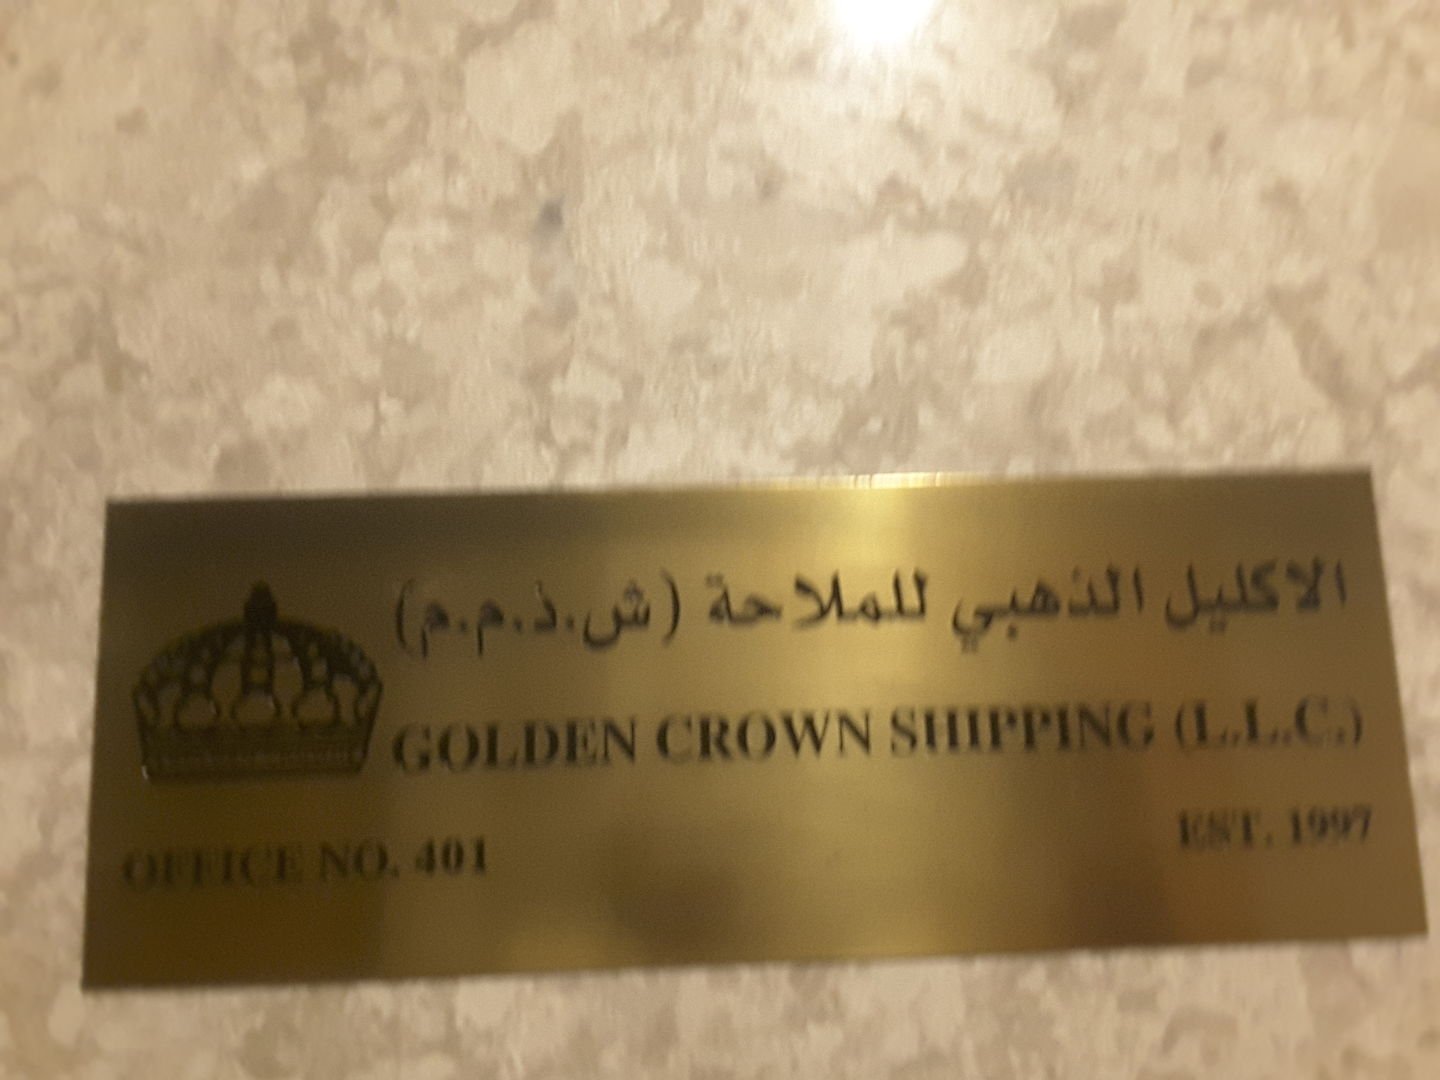 الاكليل الذهبي للملاحة (ش.ذ.م.م)
GOLDEN CROWN SHIPPING (L.L.C.)
OFFICE NO. 401
EST. 1997